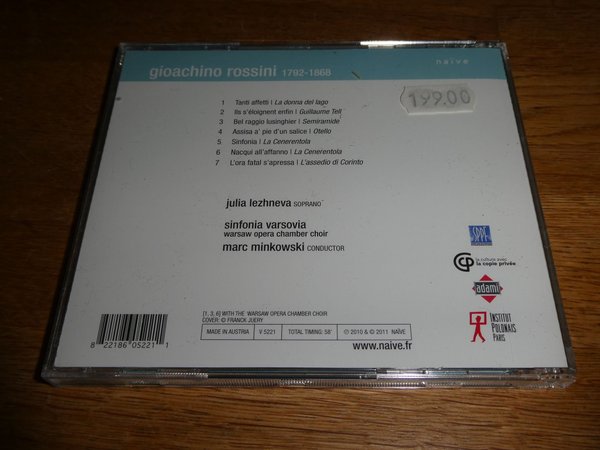 gioachino rossini 1792-1868
naïve
199.00
1 Tanti affetti | La donna del lago
2 Ils s'éloignent enfin | Guillaume Tell
3 Bel raggio lusinghier | Semiramide
4 Assisa a' pie d'un salice | Otello
5 Sinfonia | La Cenerentola
6 Nacqui all'affanno | La Cenerentola
7 L'ora fatal s'apressa | L'assedio di Corinto
julia lezhneva SOPRANO
sinfonia varsovia
warsaw opera chamber choir
marc minkowski CONDUCTOR
SPPF
la culture avec
la copie privée
adami
INSTITUT
POLONAIS
PARIS
[1, 3, 6] WITH THE WARSAW OPERA CHAMBER CHOIR
COVER: © FRANCK JUERY
MADE IN AUSTRIA V 5221 TOTAL TIMING: 58' ℗ 2010 & © 2011 NAÏVE
www.naive.fr
8 22186 05221 1